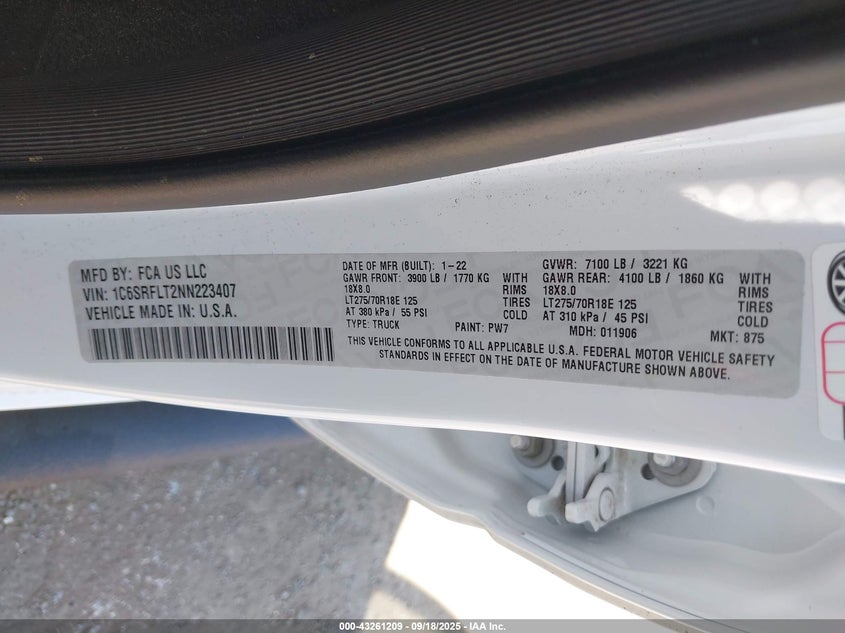 MFD BY: FCA US LLC
VIN: 1C6SRFLT2NN223407
VEHICLE MADE IN: U.S.A.
DATE OF MFR (BUILT): 1-22
GAWR FRONT: 3900 LB / 1770 KG WITH
18X8.0 RIMS
LT275/70R18E 125 TIRES
AT 380 kPa / 55 PSI COLD
TYPE: TRUCK PAINT: PW7
GVWR: 7100 LB / 3221 KG
GAWR REAR: 4100 LB / 1860 KG WITH
18X8.0 RIMS
LT275/70R18E 125 TIRES
AT 310 kPa / 45 PSI COLD
MDH: 011906 MKT: 875
THIS VEHICLE CONFORMS TO ALL APPLICABLE U.S.A. FEDERAL MOTOR VEHICLE SAFETY
STANDARDS IN EFFECT ON THE DATE OF MANUFACTURE SHOWN ABOVE.
000-43261209 - 09/18/2025 - IAA Inc.